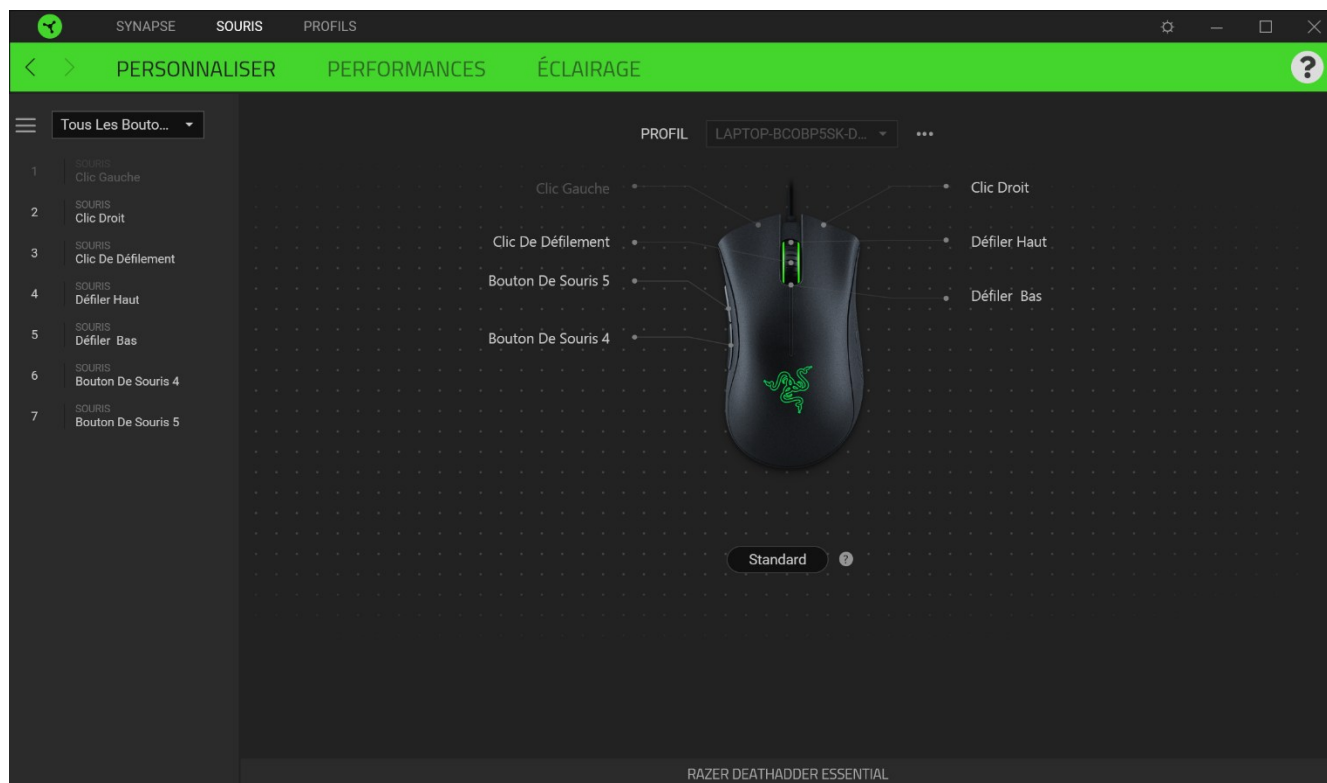 SYNAPSE SOURIS PROFILS
PERSONNALISER PERFORMANCES ÉCLAIRAGE ?
Tous Les Bouto...
PROFIL LAPTOP-BCOBP5SK-D...
1 SOURIS
Clic Gauche
2 SOURIS
Clic Droit
3 SOURIS
Clic De Défilement
4 SOURIS
Défiler Haut
5 SOURIS
Défiler Bas
6 SOURIS
Bouton De Souris 4
7 SOURIS
Bouton De Souris 5
Clic Gauche
Clic De Défilement
Bouton De Souris 5
Bouton De Souris 4
Clic Droit
Défiler Haut
Défiler Bas
Standard ?
RAZER DEATHADDER ESSENTIAL